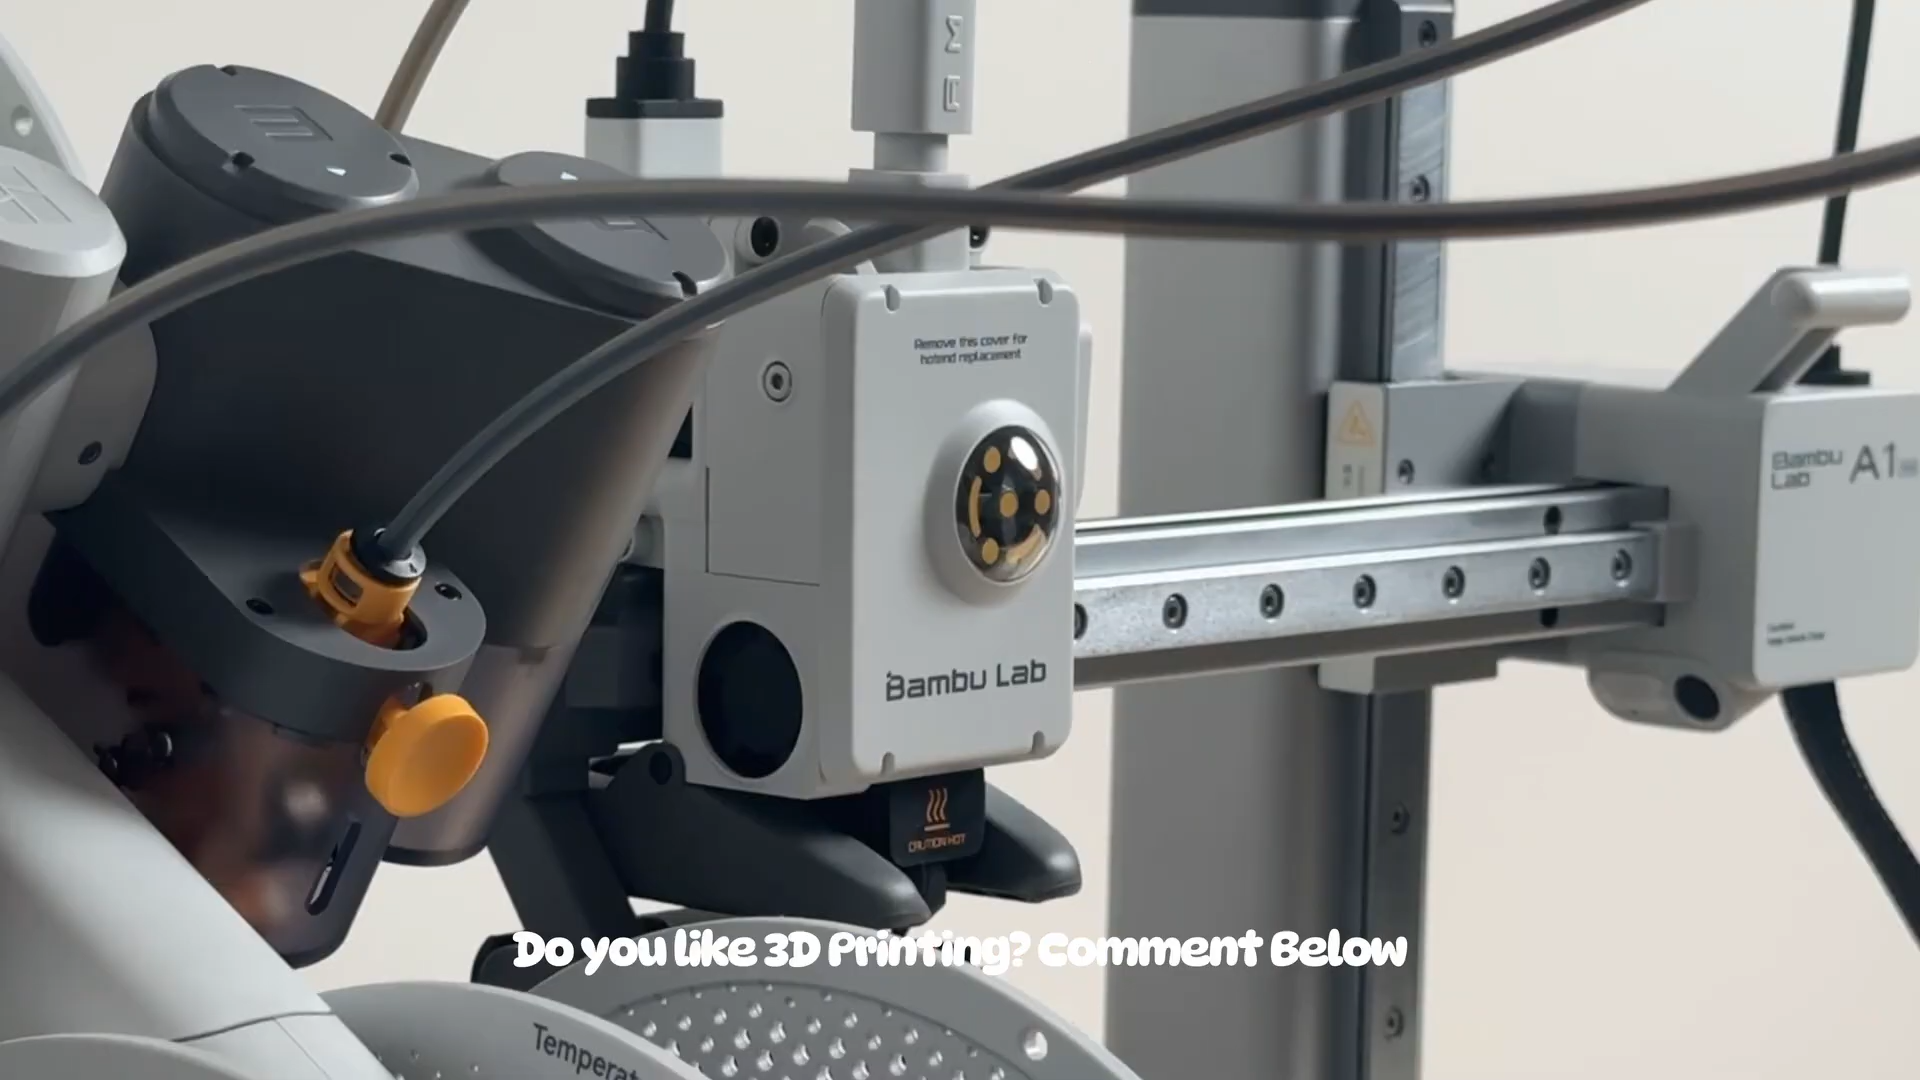 AM
Remove this cover for
hotend replacement
Bambu
Lab
A1
Bambu Lab
CAUTION HOT
Do you like 3D Printing? Comment Below
Temperat